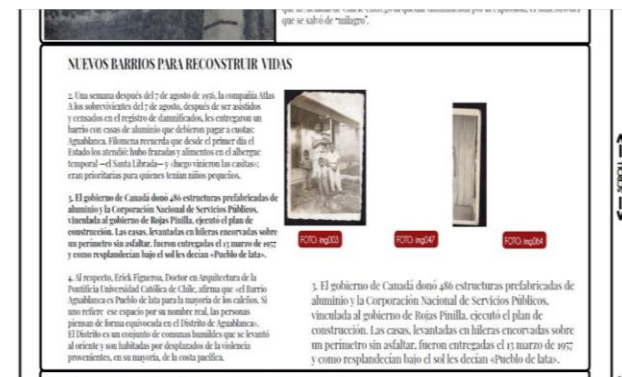 que se salvó de "milagro".
NUEVOS BARRIOS PARA RECONSTRUIR VIDAS
2. Una semana después del 7 de agosto de 1956, la compañía Atlas
A los sobrevivientes del 7 de agosto, después de ser asistidos
y censados en el registro de damnificados, les entregaron un
barrio con casas de aluminio que debieron pagar a cuotas:
Aguablanca. Filomena recuerda que desde el primer día el
Estado los atendió: hubo frazadas y alimentos en el albergue
temporal —el Santa Librada— y «luego vinieron las casitas»;
eran prioritarias para quienes tenían niños pequeños.
3. El gobierno de Canadá donó 486 estructuras prefabricadas de
aluminio y la Corporación Nacional de Servicios Públicos,
vinculada al gobierno de Rojas Pinilla, ejecutó el plan de
construcción. Las casas, levantadas en hileras encorvadas sobre
un perímetro sin asfaltar, fueron entregadas el 13 marzo de 1957
y como resplandecían bajo el sol les decían «Pueblo de lata».
4. Al respecto, Erick Figueroa, Doctor en Arquitectura de la
Pontificia Universidad Católica de Chile, afirma que «el Barrio
Aguablanca es Pueblo de lata para la mayoría de los caleños. Si
uno refiere ese espacio por su nombre real, las personas
piensan de forma equivocada en el Distrito de Aguablanca».
El Distrito es un conjunto de comunas humildes que se levantó
al oriente y son habitadas por desplazados de la violencia
provenientes, en su mayoría, de la costa pacífica.
FOTO: img003
FOTO: img047
FOTO: img064
3. El gobierno de Canadá donó 486 estructuras prefabricadas de
aluminio y la Corporación Nacional de Servicios Públicos,
vinculada al gobierno de Rojas Pinilla, ejecutó el plan de
construcción. Las casas, levantadas en hileras encorvadas sobre
un perímetro sin asfaltar, fueron entregadas el 13 marzo de 1957
y como resplandecían bajo el sol les decían «Pueblo de lata».
SCROLL